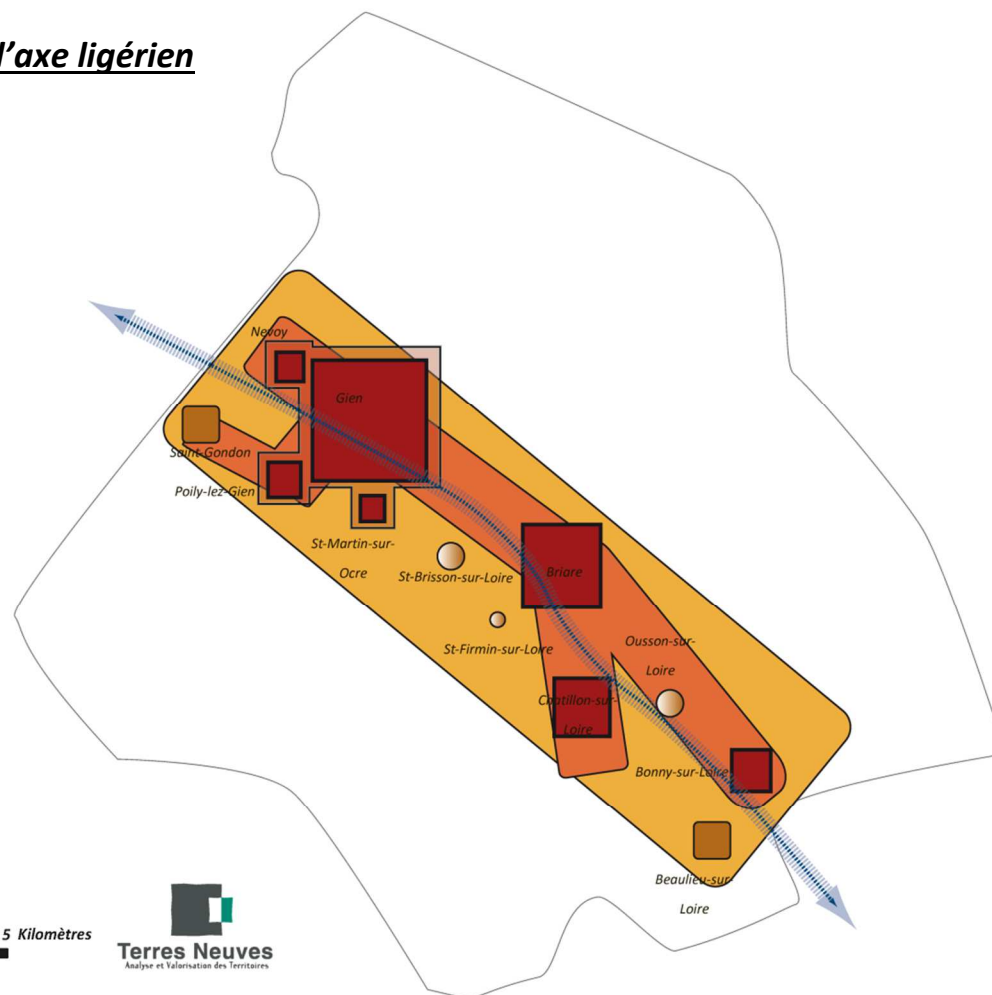 l'axe ligérien
Nevoy
Gien
Saint-Gondon
Poily-lez-Gien
St-Martin-sur-
Ocre
St-Brisson-sur-Loire
Briare
St-Firmin-sur-Loire
Ousson-sur-
Loire
Chatillon-sur-
Loire
Bonny-sur-Loire
Beaulieu-sur-
Loire
5 Kilomètres
Terres Neuves
Analyse et Valorisation des Territoires